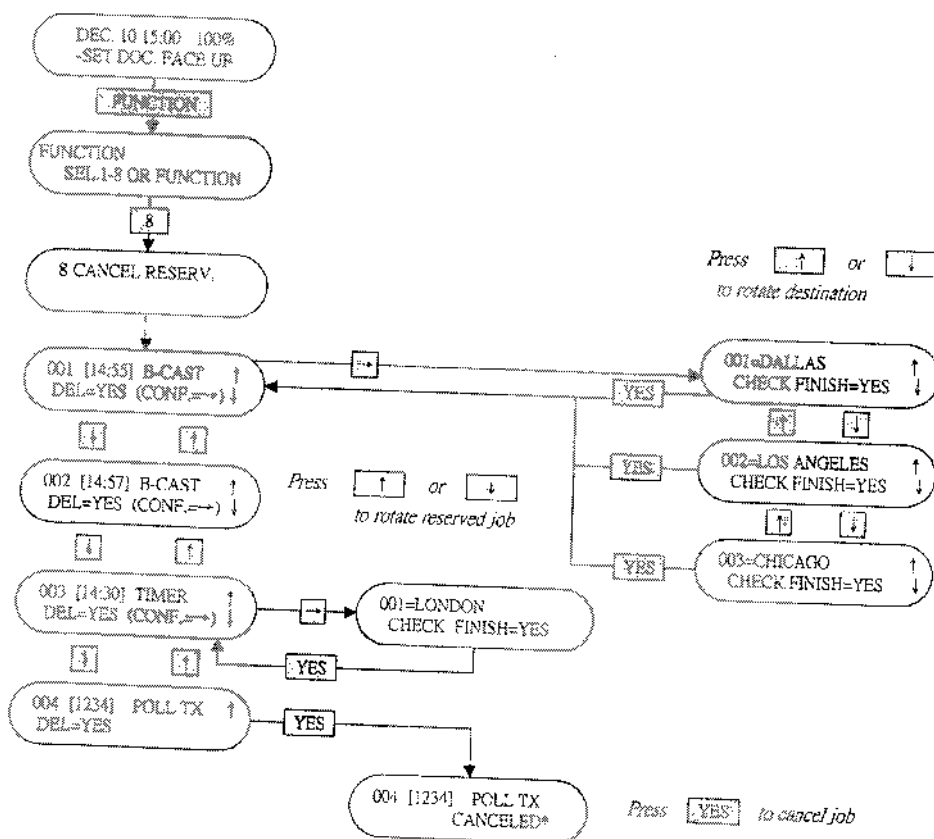 DEC. 10 15:00 100%
-SET DOC. FACE UP
FUNCTION
FUNCTION
SEL.1-8 OR FUNCTION
8
8 CANCEL RESERV.
Press ↑ or ↓
to rotate destination
001 [14:55] B-CAST ↑
DEL=YES (CONF.=→) ↓
→
001=DALLAS ↑
CHECK FINISH=YES ↓
YES
↓ ↑
↑ ↓
002 [14:57] B-CAST ↑
DEL=YES (CONF.=→) ↓
Press ↑ or ↓
to rotate reserved job
YES
002=LOS ANGELES ↑
CHECK FINISH=YES ↓
↓ ↑
↑ ↓
003 [14:30] TIMER ↑
DEL=YES (CONF.=→) ↓
→
001=LONDON
CHECK FINISH=YES
YES
YES
003=CHICAGO ↑
CHECK FINISH=YES ↓
↓ ↑
004 [1234] POLL TX ↑
DEL=YES
YES
004 [1234] POLL TX
CANCELED*
Press YES to cancel job